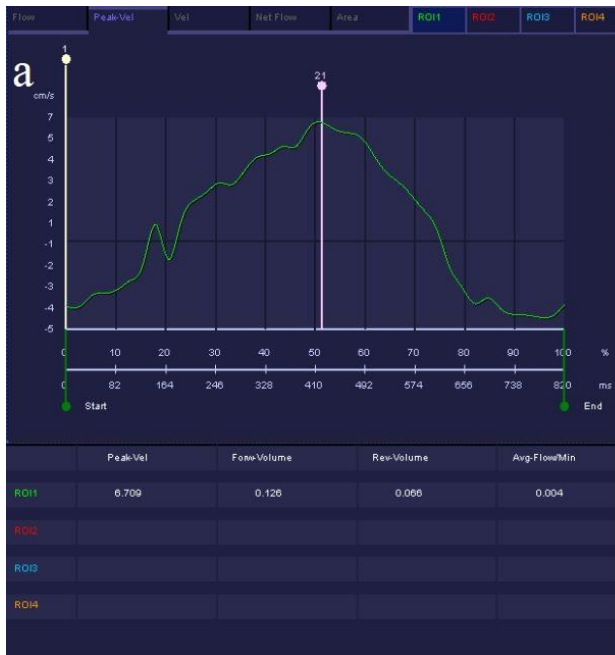 Flow Peak-Vel Vel Net Flow Area ROI1 ROI2 ROI3 ROI4
1
a
21
cm/s
7
5
4
3
2
1
-1
-2
-3
-4
-5
0 10 20 30 40 50 60 70 80 90 100 %
0 82 164 246 328 410 492 574 656 738 820 ms
Start End
Peak-Vel Forw-Volume Rev-Volume Avg-Flow/Min
ROI1 6.709 0.126 0.066 0.004
ROI2
ROI3
ROI4